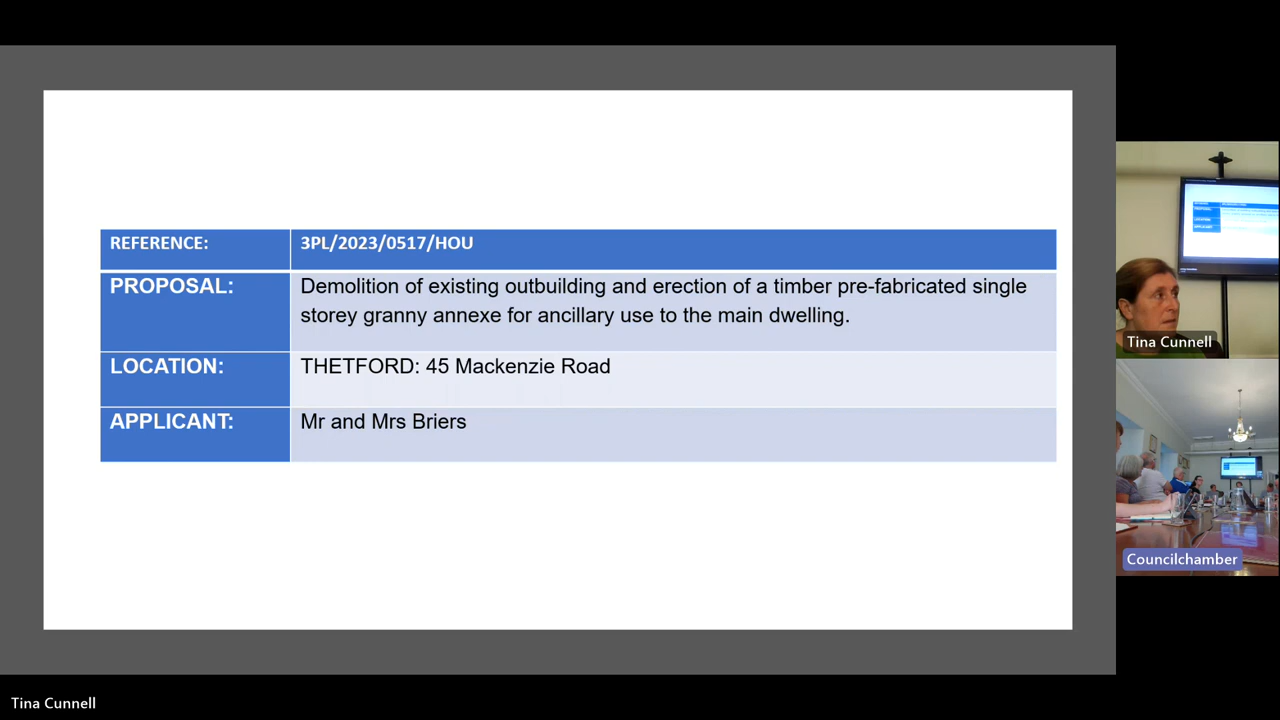 REFERENCE: 3PL/2023/0517/HOU
PROPOSAL: Demolition of existing outbuilding and erection of a timber pre-fabricated single
storey granny annexe for ancillary use to the main dwelling.
LOCATION: THETFORD: 45 Mackenzie Road
APPLICANT: Mr and Mrs Briers
Tina Cunnell
Councilchamber
Tina Cunnell